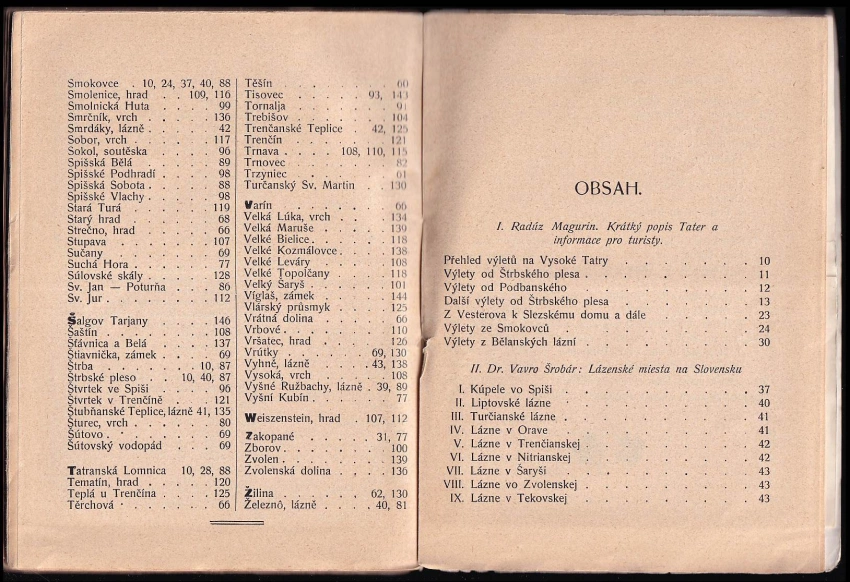 Smokovce . 10, 24, 37, 40, 88
Smolenice, hrad . . 109, 116
Smolnická Huta . . . . 99
Smrčník, vrch . . . . . 136
Smrdáky, lázně . . . . . 42
Sobor, vrch . . . . . . 117
Sokol, soutěska . . . . 96
Spišská Bělá . . . . . 89
Spišské Podhradí . . . . 98
Spišská Sobota . . . . . 88
Spišské Vlachy . . . . . 98
Stará Turá . . . . . . 119
Starý hrad . . . . . . 68
Strečno, hrad . . . . . 66
Stupava . . . . . . . 107
Sučany . . . . . . . 69
Suchá Hora . . . . . . 77
Súlovské skály . . . . . 128
Sv. Jan — Poturňa . . . 86
Sv. Jur . . . . . . . 112
Šalgov Tarjany . . . . 146
Šaštín . . . . . . . 108
Šťávnica a Belá . . . . 137
Štiavnička, zámek . . . . 69
Štrba . . . . . . 10, 87
Štrbské pleso . . 10, 40, 87
Štvrtek ve Spiši . . . . 96
Štvrtek v Trenčíně . . . 121
Štubňanské Teplice, lázně 41, 135
Šturec, vrch . . . . . 80
Šútovo . . . . . . . 69
Šútovský vodopád . . . 69
Tatranská Lomnica 10, 28, 88
Tematín, hrad . . . . . 120
Teplá u Trenčína . . . . 125
Těrchová . . . . . . . 66
Těšín . . . . . . . 60
Tisovec . . . . . 93, 143
Tornalja . . . . . . 91
Trebišov . . . . . . 104
Trenčanské Teplice . 42, 125
Trenčín . . . . . . 121
Trnava . . . . 108, 110, 115
Trnovec . . . . . . 82
Trzyniec . . . . . . 61
Turčanský Sv. Martin . . 130
Varín . . . . . . . 66
Velká Lúka, vrch . . . . 134
Velká Maruše . . . . . 139
Velké Bielice . . . . . 118
Velké Kozmálovce . . . . 138
Velké Leváry . . . . . 108
Velké Topolčany . . . . 118
Velký Šaryš . . . . . 101
Vígľaš, zámek . . . . . 144
Vlárský průsmyk . . . . 125
Vrátná dolina . . . . . 66
Vrbové . . . . . . . 110
Vršatec, hrad . . . . . 126
Vrútky . . . . . 69, 130
Vyhné, lázně . . . . 43, 138
Vysoká, vrch . . . . . 108
Vyšné Ružbachy, lázně . 39, 89
Vyšní Kubín . . . . . . 77
Weiszenstein, hrad . 107, 112
Zakopané . . . . . 31, 77
Zborov . . . . . . . 100
Zvolen . . . . . . . 130
Zvolenská dolina . . . . 136
Žilina . . . . . . 62, 130
Železnô, lázně . . . . 40, 81
OBSAH.
I. Radúz Magurin. Krátký popis Tater a
informace pro turisty.
Přehled výletů na Vysoké Tatry . . . . . . 10
Výlety od Štrbského plesa . . . . . . . 11
Výlety od Podbanského . . . . . . . . 12
Další výlety od Štrbského plesa . . . . . . 13
Z Vesterova k Slezskému domu a dále . . . . 23
Výlety ze Smokovců . . . . . . . . 24
Výlety z Bělanských lázní . . . . . . . 30
II. Dr. Vavro Šrobár: Lázenské miesta na Slovensku
I. Kúpele vo Spiši . . . . . . . . 37
II. Liptovské lázne . . . . . . . . 40
III. Turčianské lázne . . . . . . . . 41
IV. Lázne v Orave . . . . . . . . 41
V. Lázne v Trenčianskej . . . . . . . 42
VI. Lázne v Nitrianskej . . . . . . . 42
VII. Lázne v Šaryši . . . . . . . . 43
VIII. Lázne vo Zvolenskej . . . . . . . 43
IX. Lázne v Tekovskej . . . . . . . 43